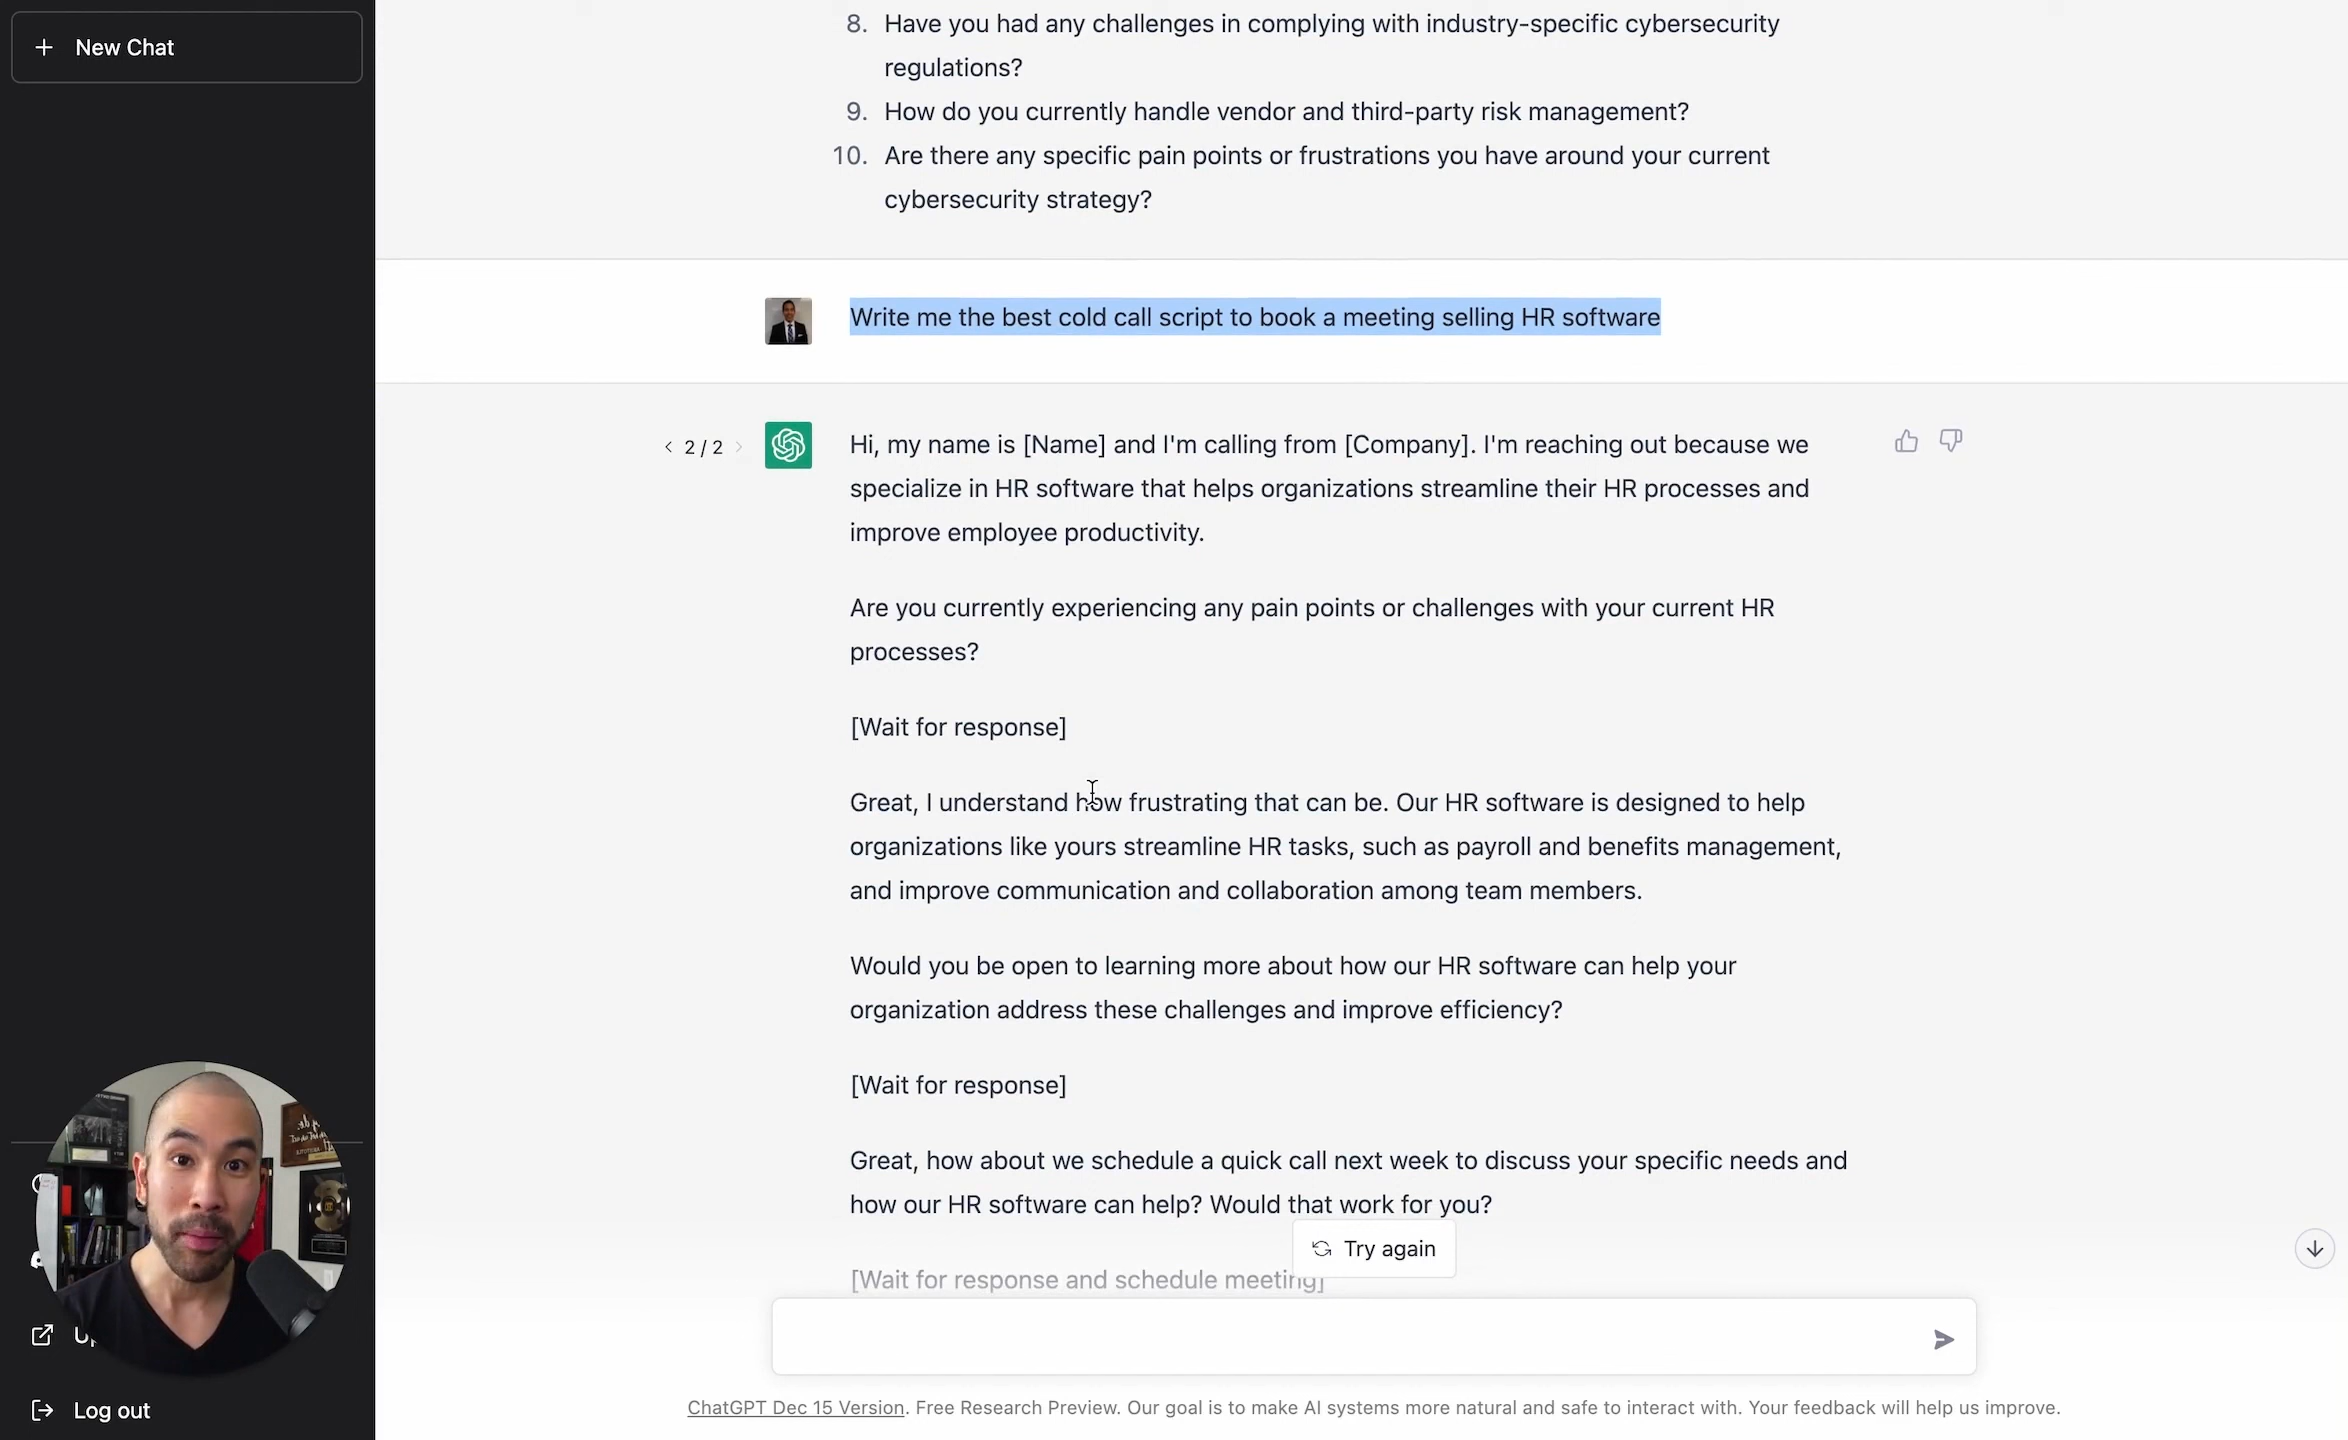 New Chat
8. Have you had any challenges in complying with industry-specific cybersecurity
regulations?
9. How do you currently handle vendor and third-party risk management?
10. Are there any specific pain points or frustrations you have around your current
cybersecurity strategy?
Write me the best cold call script to book a meeting selling HR software
2 / 2
Hi, my name is [Name] and I'm calling from [Company]. I'm reaching out because we
specialize in HR software that helps organizations streamline their HR processes and
improve employee productivity.
Are you currently experiencing any pain points or challenges with your current HR
processes?
[Wait for response]
Great, I understand how frustrating that can be. Our HR software is designed to help
organizations like yours streamline HR tasks, such as payroll and benefits management,
and improve communication and collaboration among team members.
Would you be open to learning more about how our HR software can help your
organization address these challenges and improve efficiency?
[Wait for response]
Great, how about we schedule a quick call next week to discuss your specific needs and
how our HR software can help? Would that work for you?
Try again
[Wait for response and schedule meeting]
Log out
ChatGPT Dec 15 Version. Free Research Preview. Our goal is to make AI systems more natural and safe to interact with. Your feedback will help us improve.